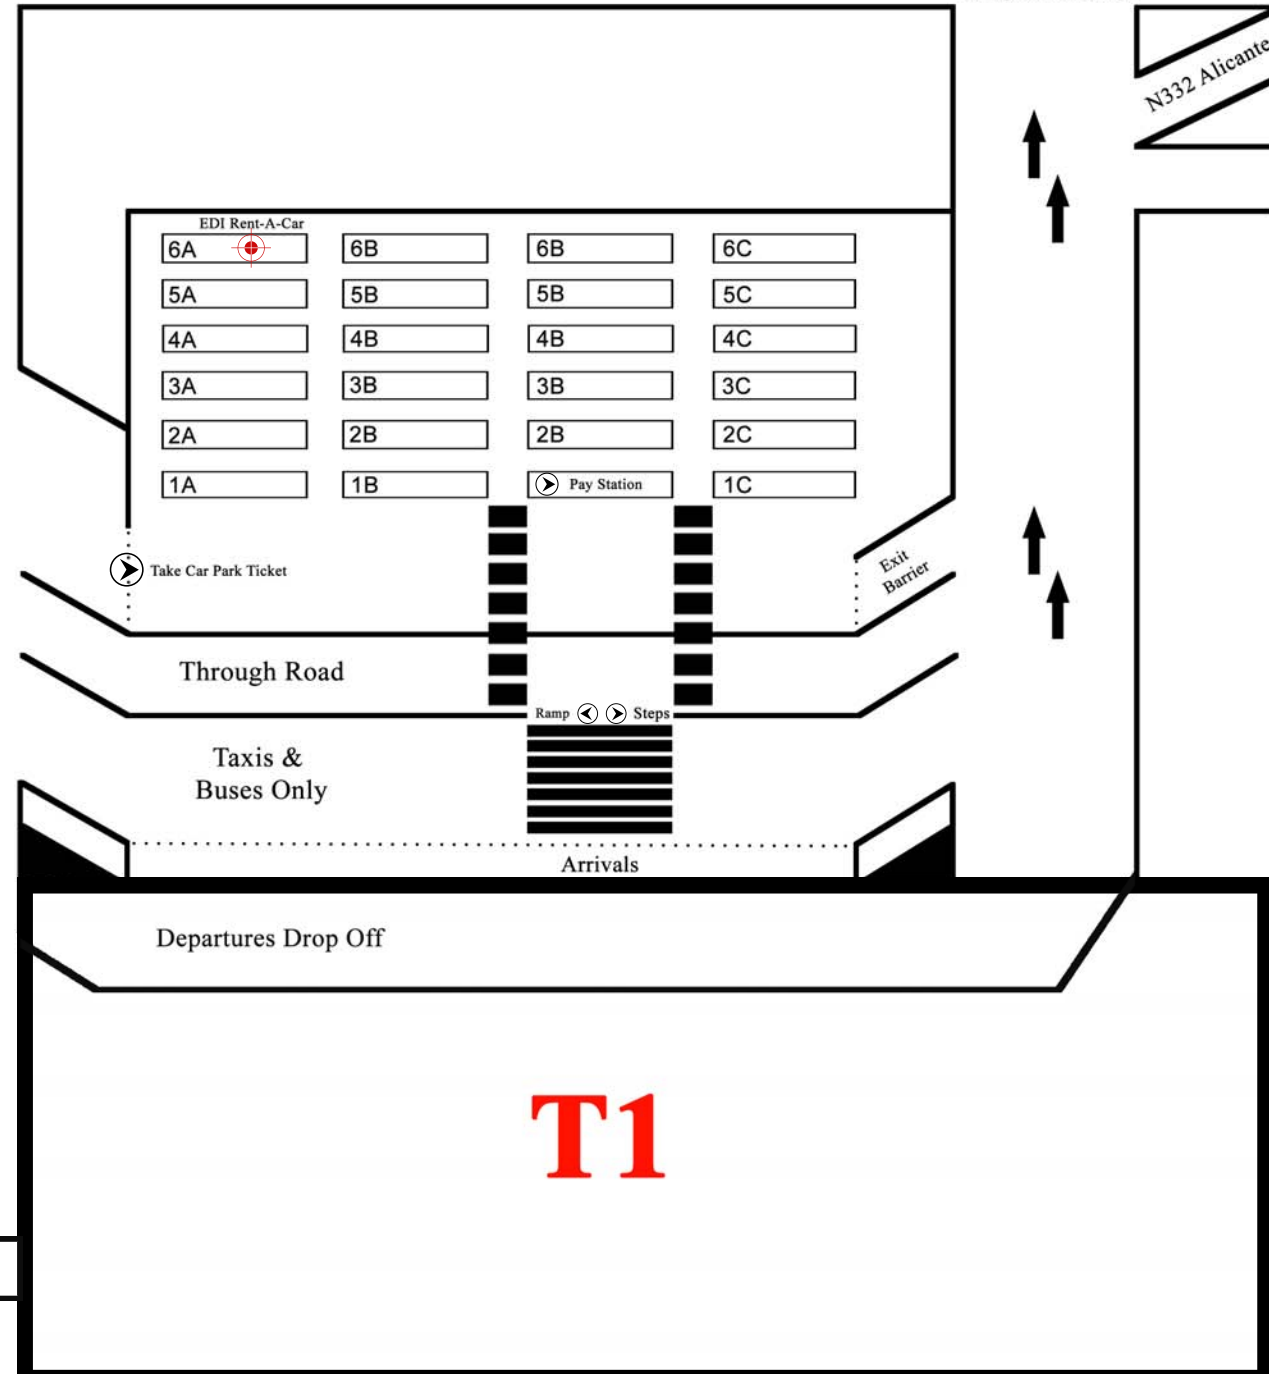 N332 Alicante
EDI Rent-A-Car
6A 6B 6B 6C
5A 5B 5B 5C
4A 4B 4B 4C
3A 3B 3B 3C
2A 2B 2B 2C
1A 1B Pay Station 1C
Exit
Barrier
Take Car Park Ticket
Through Road
Ramp Steps
Taxis &
Buses Only
Arrivals
Departures Drop Off
T1